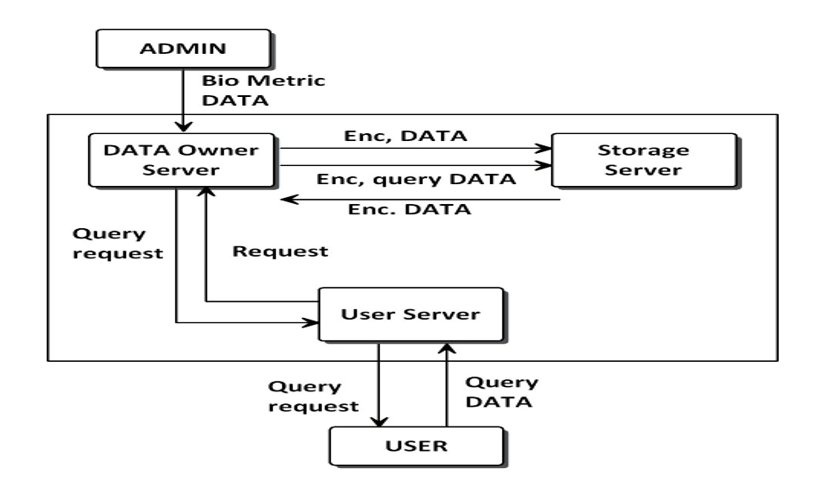 ADMIN
Bio Metric
DATA
DATA Owner
Server
Enc, DATA
Storage
Server
Enc, query DATA
Enc. DATA
Query
request
Request
User Server
Query
request
Query
DATA
USER